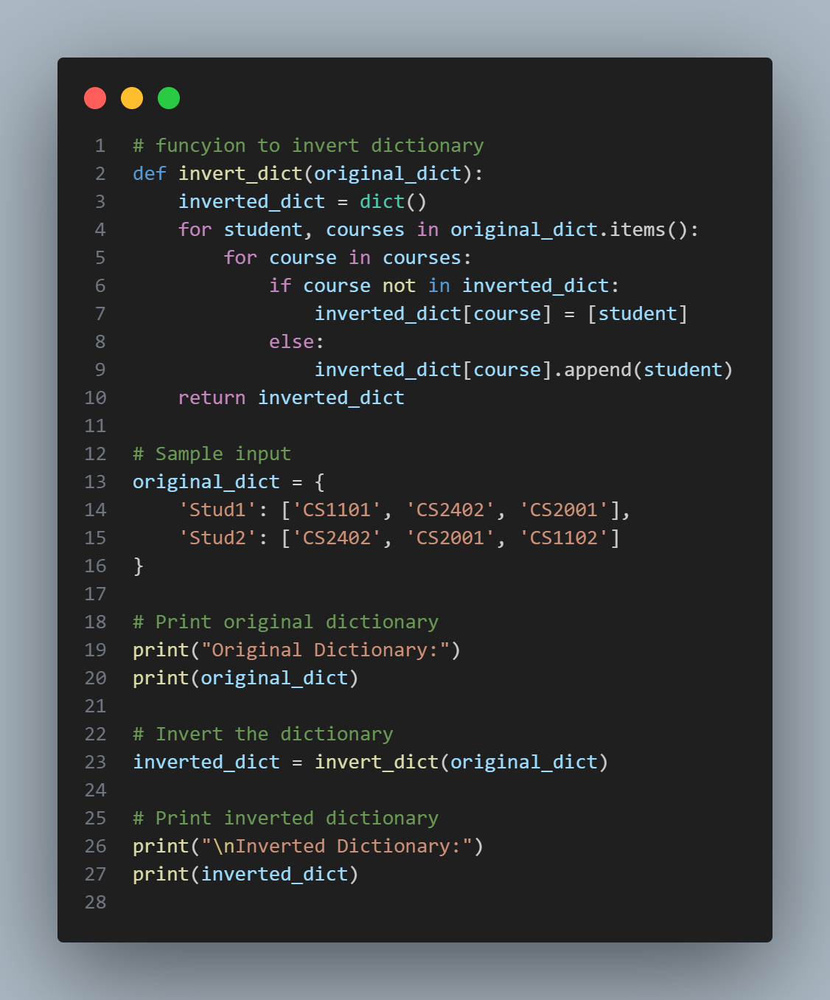 1 # funcyion to invert dictionary
2 def invert_dict(original_dict):
3     inverted_dict = dict()
4     for student, courses in original_dict.items():
5         for course in courses:
6             if course not in inverted_dict:
7                 inverted_dict[course] = [student]
8             else:
9                 inverted_dict[course].append(student)
10     return inverted_dict
11
12 # Sample input
13 original_dict = {
14     'Stud1': ['CS1101', 'CS2402', 'CS2001'],
15     'Stud2': ['CS2402', 'CS2001', 'CS1102']
16 }
17
18 # Print original dictionary
19 print("Original Dictionary:")
20 print(original_dict)
21
22 # Invert the dictionary
23 inverted_dict = invert_dict(original_dict)
24
25 # Print inverted dictionary
26 print("\nInverted Dictionary:")
27 print(inverted_dict)
28